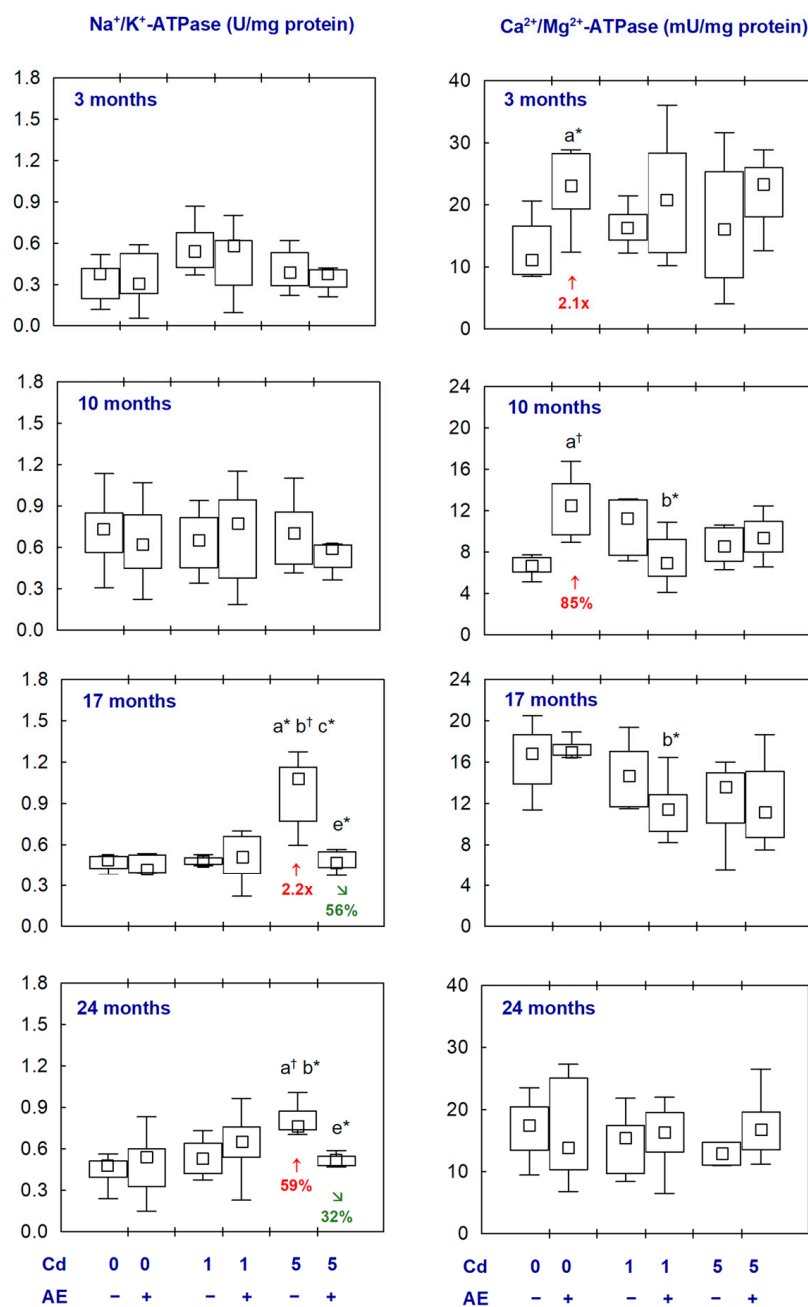 Na⁺/K⁺-ATPase (U/mg protein)
1.8
3 months
1.5
1.2
0.9
0.6
0.3
0.0
1.8
10 months
1.5
1.2
0.9
0.6
0.3
0.0
1.8
17 months
1.5
a* b† c*
1.2
0.9
e*
0.6
0.3
↑ ↘
2.2x
56%
0.0
1.8
24 months
1.5
1.2
a† b*
0.9
e*
0.6
↑
0.3
59% ↘
32%
0.0
Cd 0 0 1 1 5 5
AE − + − + − +
Ca²⁺/Mg²⁺-ATPase (mU/mg protein)
40
3 months
a*
30
20
10
↑
2.1x
0
24
10 months
20
a†
16
b*
12
8
4
↑
85%
0
24
17 months
20
b*
16
12
8
4
0
40
24 months
30
20
10
0
0 0 1 1 5 5
− + − + − +